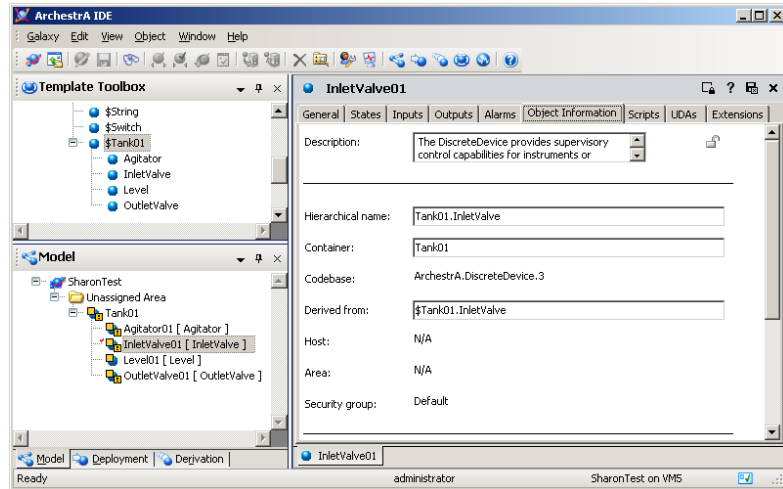 ArchestrA IDE
Galaxy Edit View Object Window Help
Template Toolbox
$String
$Switch
$Tank01
Agitator
InletValve
Level
OutletValve
Model
SharonTest
Unassigned Area
Tank01
Agitator01 [ Agitator ]
InletValve01 [ InletValve ]
Level01 [ Level ]
OutletValve01 [ OutletValve ]
Model Deployment Derivation
InletValve01
General States Inputs Outputs Alarms Object Information Scripts UDAs Extensions
Description: The DiscreteDevice provides supervisory
control capabilities for instruments or
Hierarchical name: Tank01.InletValve
Container: Tank01
Codebase: ArchestrA.DiscreteDevice.3
Derived from: $Tank01.InletValve
Host: N/A
Area: N/A
Security group: Default
InletValve01
Ready administrator SharonTest on VM5